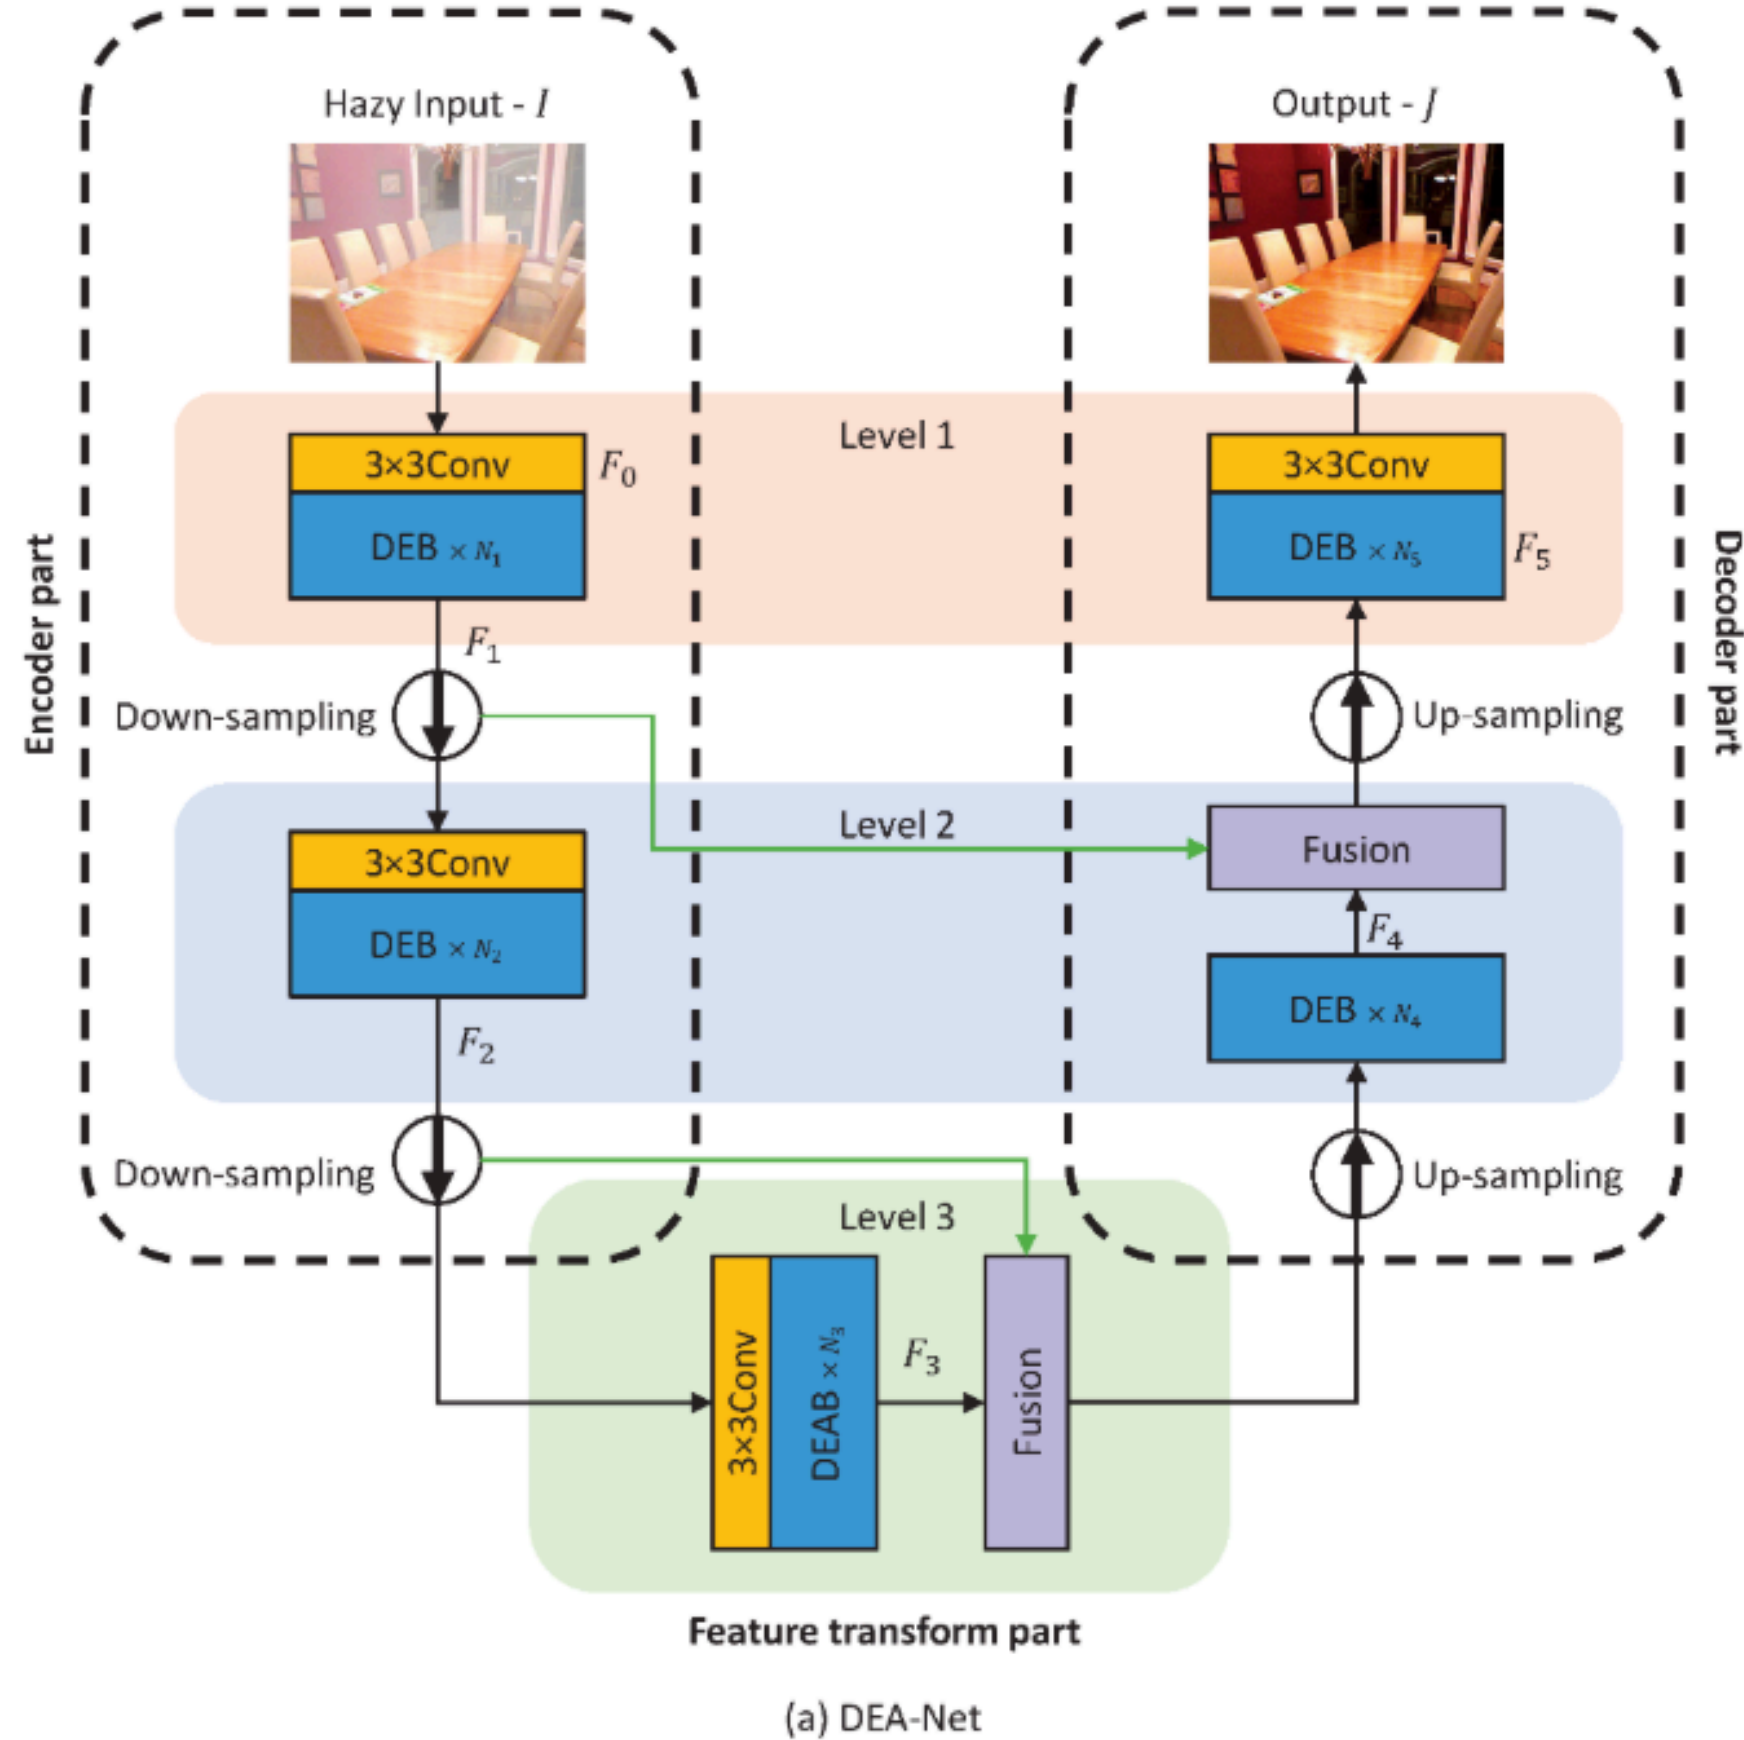 Hazy Input - I
Output - J
Level 1
3×3Conv
F₀
DEB × N₁
3×3Conv
DEB × N₅
F₅
Encoder part
Decoder part
F₁
Down-sampling
Up-sampling
Level 2
3×3Conv
DEB × N₂
Fusion
F₄
DEB × N₄
F₂
Down-sampling
Up-sampling
Level 3
3×3Conv
DEAB × N₃
F₃
Fusion
Feature transform part
(a) DEA-Net